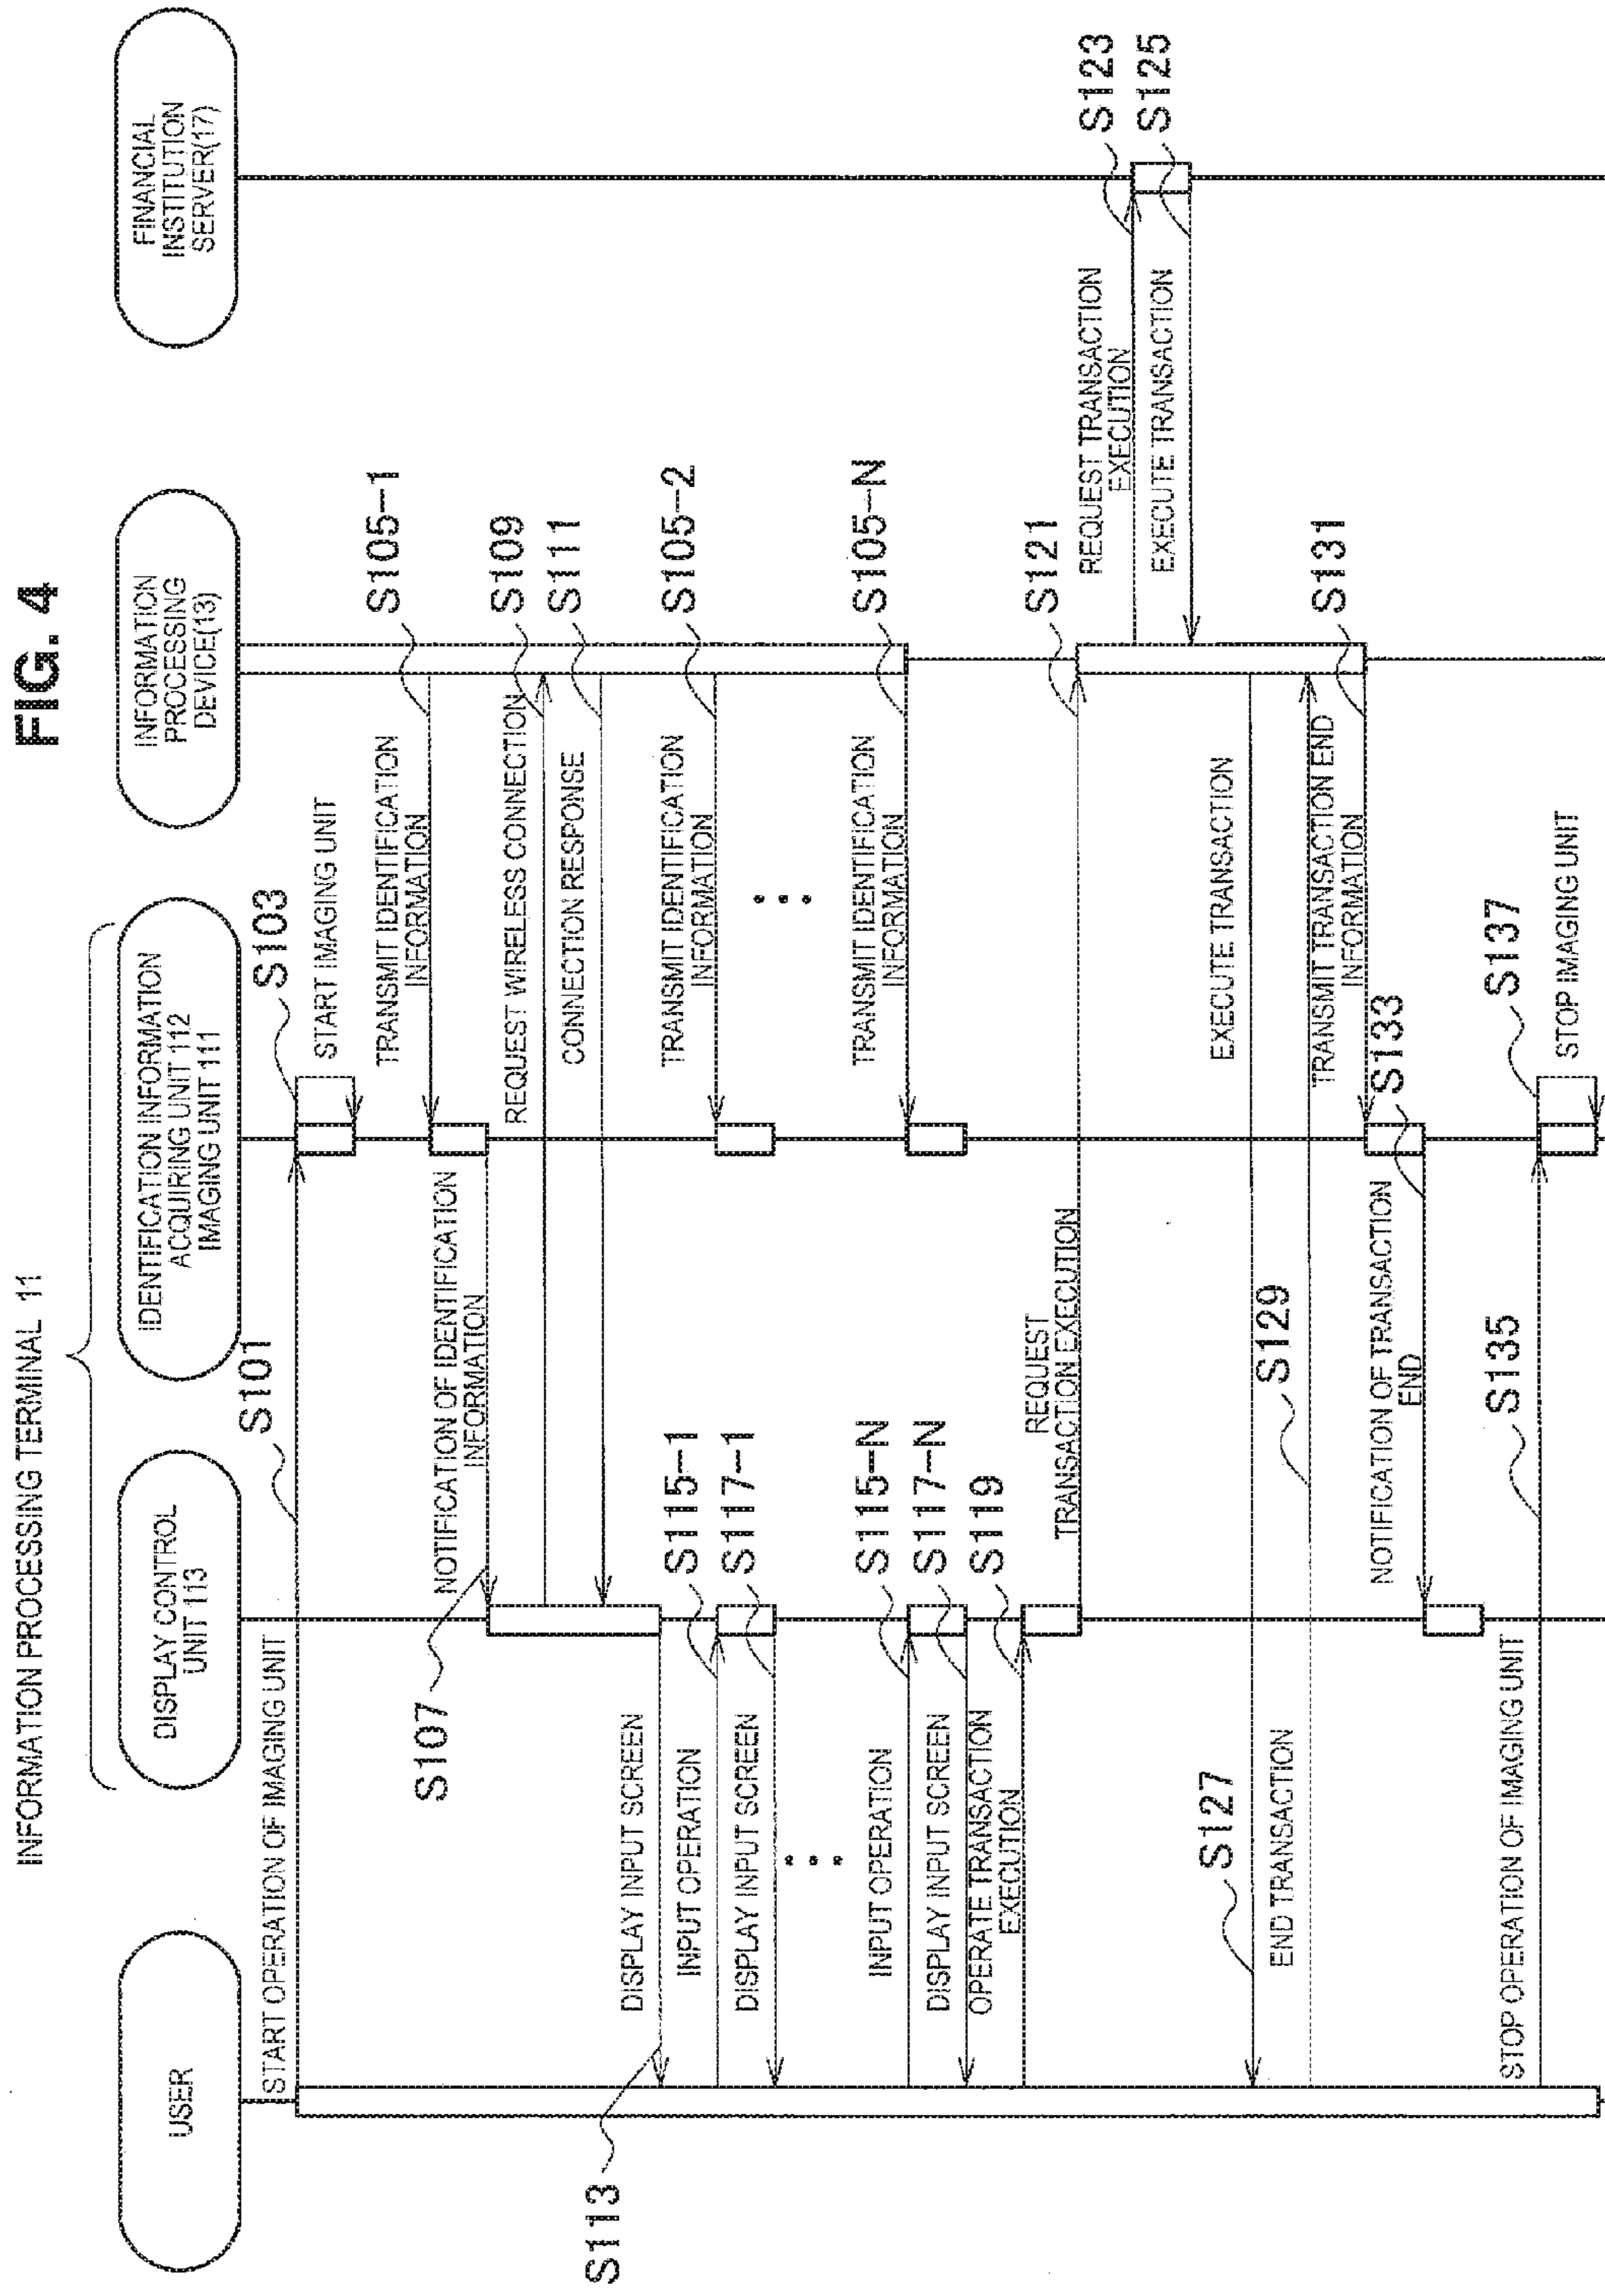 FIG. 4
INFORMATION PROCESSING TERMINAL 11
USER
DISPLAY CONTROL
UNIT 113
IDENTIFICATION INFORMATION
ACQUIRING UNIT 112
IMAGING UNIT 111
INFORMATION
PROCESSING
DEVICE(13)
FINANCIAL
INSTITUTION
SERVER(17)
START OPERATION OF IMAGING UNIT
S101
S103
START IMAGING UNIT
TRANSMIT IDENTIFICATION
INFORMATION
S105-1
S107
NOTIFICATION OF IDENTIFICATION
INFORMATION
REQUEST WIRELESS CONNECTION
S109
CONNECTION RESPONSE
S111
S113
DISPLAY INPUT SCREEN
INPUT OPERATION
S115-1
TRANSMIT IDENTIFICATION
INFORMATION
S105-2
DISPLAY INPUT SCREEN
S117-1
INPUT OPERATION
S115-N
TRANSMIT IDENTIFICATION
INFORMATION
S105-N
DISPLAY INPUT SCREEN
S117-N
OPERATE TRANSACTION
EXECUTION
S119
REQUEST
TRANSACTION EXECUTION
S121
REQUEST TRANSACTION
EXECUTION
S123
EXECUTE TRANSACTION
S125
S127
EXECUTE TRANSACTION
END TRANSACTION
S129
TRANSMIT TRANSACTION END
INFORMATION
S131
NOTIFICATION OF TRANSACTION
END
S133
STOP OPERATION OF IMAGING UNIT
S135
S137
STOP IMAGING UNIT